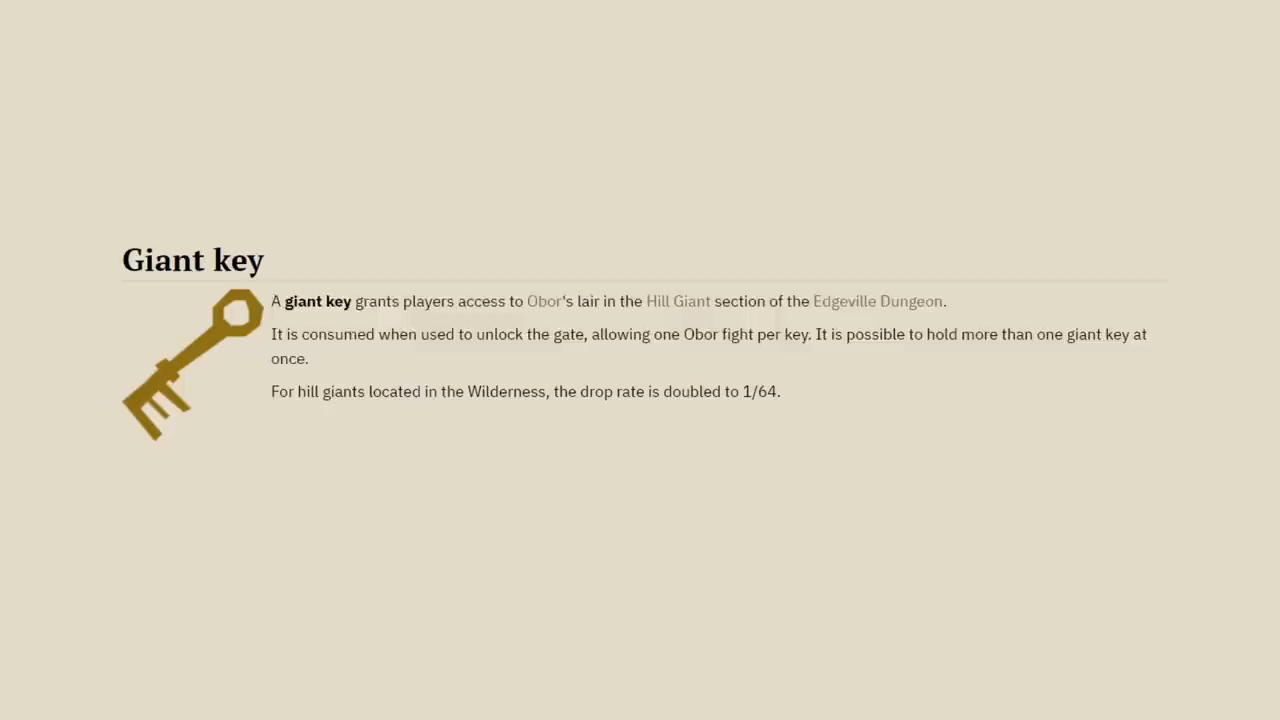 Giant key
A giant key grants players access to Obor's lair in the Hill Giant section of the Edgeville Dungeon.
It is consumed when used to unlock the gate, allowing one Obor fight per key. It is possible to hold more than one giant key at
once.
For hill giants located in the Wilderness, the drop rate is doubled to 1/64.